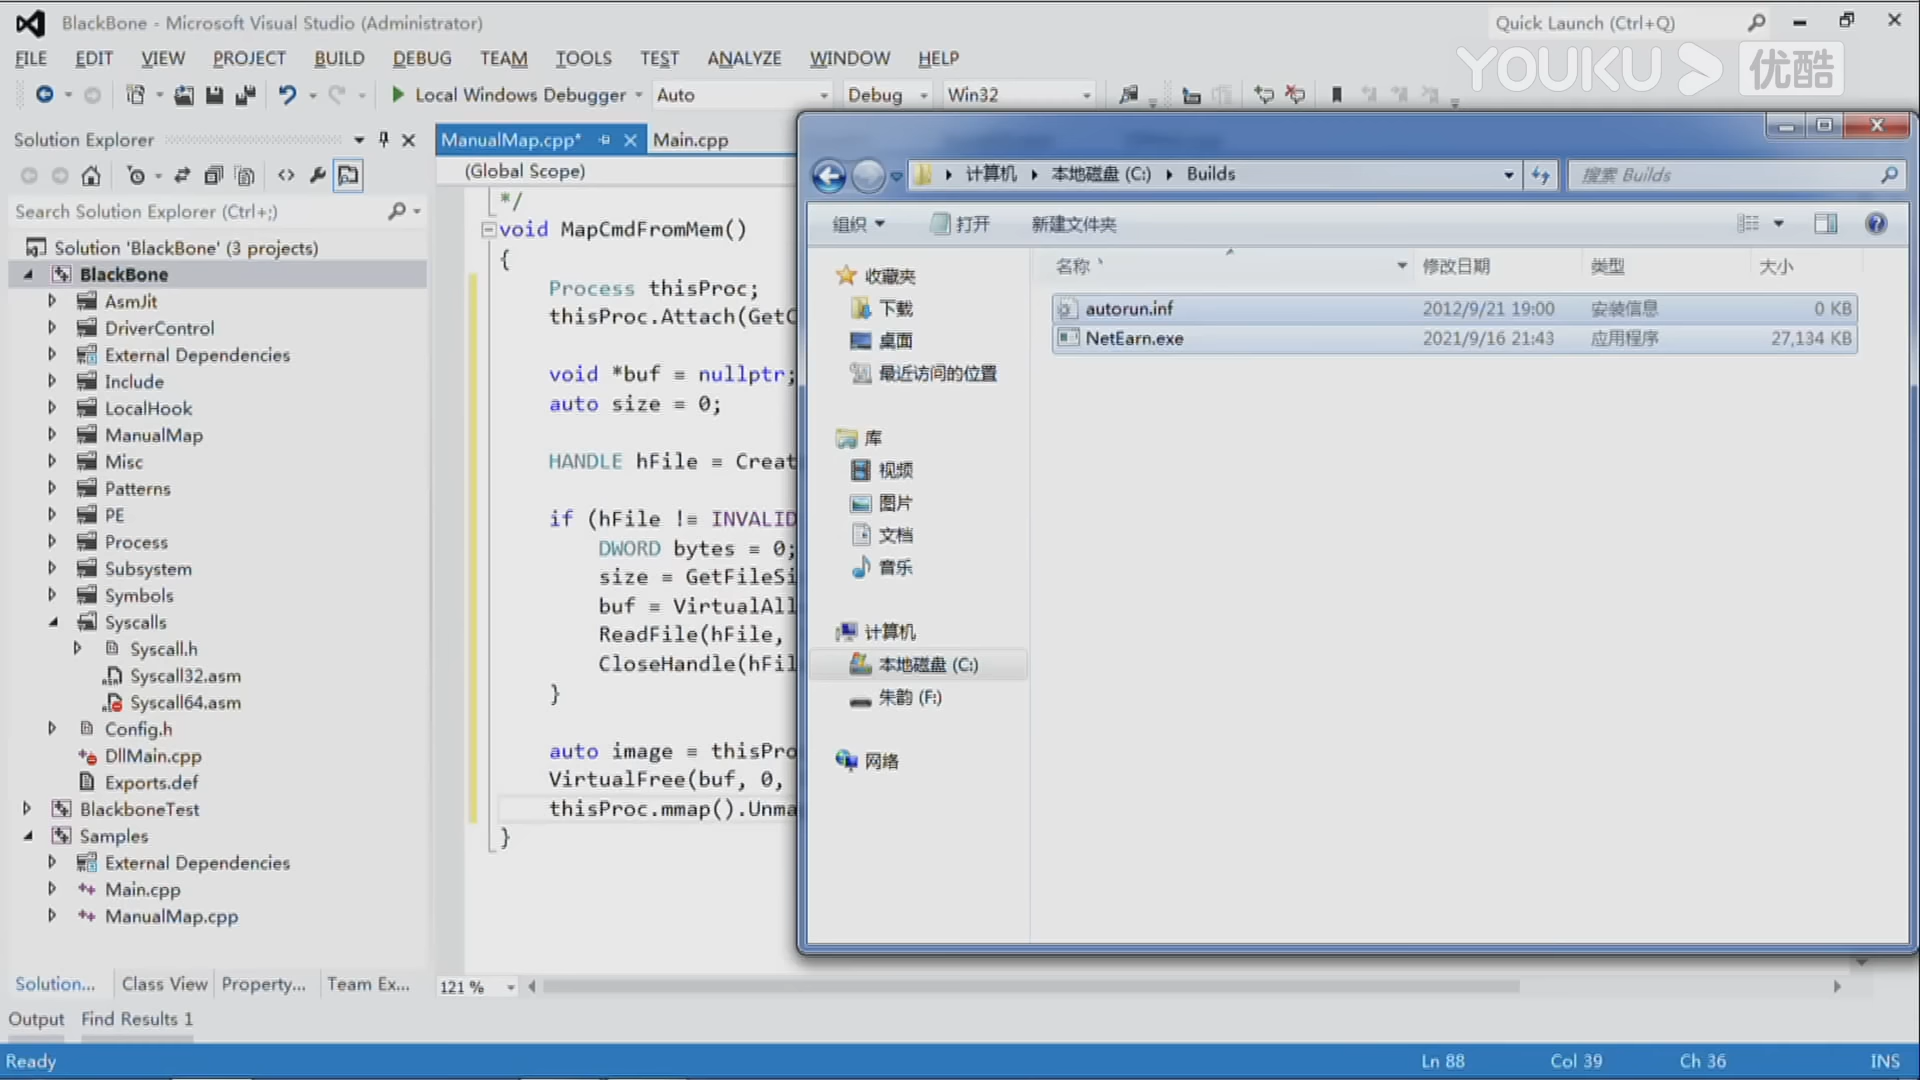 BlackBone - Microsoft Visual Studio (Administrator)
Quick Launch (Ctrl+Q)
FILE EDIT VIEW PROJECT BUILD DEBUG TEAM TOOLS TEST ANALYZE WINDOW HELP
YOUKU 优酷
Local Windows Debugger Auto Debug Win32
Solution Explorer
ManualMap.cpp* Main.cpp
(Global Scope)
Search Solution Explorer (Ctrl+;)
Solution 'BlackBone' (3 projects)
BlackBone
AsmJit
DriverControl
External Dependencies
Include
LocalHook
ManualMap
Misc
Patterns
PE
Process
Subsystem
Symbols
Syscalls
Syscall.h
Syscall32.asm
Syscall64.asm
Config.h
DllMain.cpp
Exports.def
BlackboneTest
Samples
External Dependencies
Main.cpp
ManualMap.cpp
Solution... Class View Property... Team Ex...
*/
void MapCmdFromMem()
{
Process thisProc;
thisProc.Attach(GetC
void *buf = nullptr;
auto size = 0;
HANDLE hFile = Creat
if (hFile != INVALID
DWORD bytes = 0;
size = GetFileSi
buf = VirtualAll
ReadFile(hFile,
CloseHandle(hFil
}
auto image = thisPro
VirtualFree(buf, 0,
thisProc.mmap().Unma
}
121 %
计算机 本地磁盘 (C:) Builds
搜索 Builds
组织 打开 新建文件夹
名称 修改日期 类型 大小
autorun.inf 2012/9/21 19:00 安装信息 0 KB
NetEarn.exe 2021/9/16 21:43 应用程序 27,134 KB
收藏夹
下载
桌面
最近访问的位置
库
视频
图片
文档
音乐
计算机
本地磁盘 (C:)
朱韵 (F:)
网络
Output Find Results 1
Ready Ln 88 Col 39 Ch 36 INS